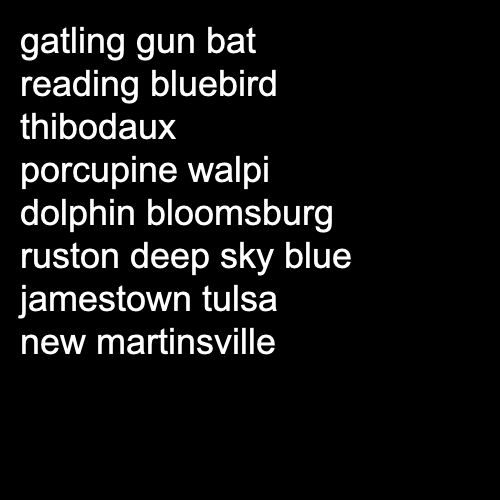 gatling gun bat
reading bluebird
thibodaux
porcupine walpi
dolphin bloomsburg
ruston deep sky blue
jamestown tulsa
new martinsville